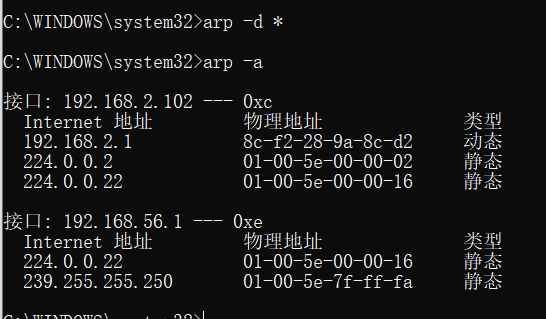 C:\WINDOWS\system32>arp -d *
C:\WINDOWS\system32>arp -a
接口: 192.168.2.102 --- 0xc
Internet 地址 物理地址 类型
192.168.2.1 8c-f2-28-9a-8c-d2 动态
224.0.0.2 01-00-5e-00-00-02 静态
224.0.0.22 01-00-5e-00-00-16 静态
接口: 192.168.56.1 --- 0xe
Internet 地址 物理地址 类型
224.0.0.22 01-00-5e-00-00-16 静态
239.255.255.250 01-00-5e-7f-ff-fa 静态
C:\WINDOWS\system32>